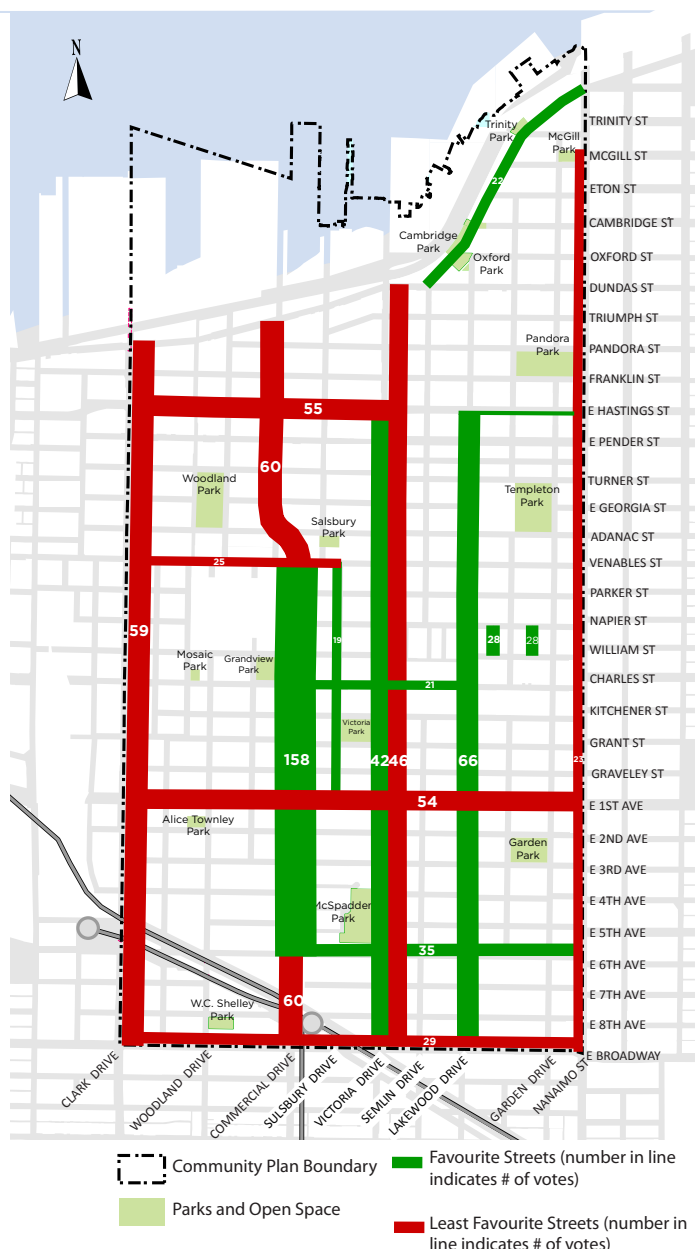 N
TRINITY ST
Trinity
Park
McGill
Park
MCGILL ST
22
ETON ST
CAMBRIDGE ST
Cambridge
Park
Oxford
Park
OXFORD ST
DUNDAS ST
TRIUMPH ST
Pandora
Park
PANDORA ST
FRANKLIN ST
55
E HASTINGS ST
E PENDER ST
60
Woodland
Park
TURNER ST
Templeton
Park
E GEORGIA ST
Salsbury
Park
ADANAC ST
25
VENABLES ST
PARKER ST
NAPIER ST
59
19
28
28
WILLIAM ST
Mosaic
Park
Grandview
Park
CHARLES ST
21
KITCHENER ST
Victoria
Park
GRANT ST
158
42
46
66
23
GRAVELEY ST
54
E 1ST AVE
Alice Townley
Park
E 2ND AVE
Garden
Park
E 3RD AVE
E 4TH AVE
McSpadden
Park
E 5TH AVE
35
E 6TH AVE
E 7TH AVE
60
W.C. Shelley
Park
E 8TH AVE
29
E BROADWAY
CLARK DRIVE
WOODLAND DRIVE
COMMERCIAL DRIVE
SULSBURY DRIVE
VICTORIA DRIVE
SEMLIN DRIVE
LAKEWOOD DRIVE
GARDEN DRIVE
NANAIMO ST
Community Plan Boundary
Parks and Open Space
Favourite Streets (number in line
indicates # of votes)
Least Favourite Streets (number in
line indicates # of votes)